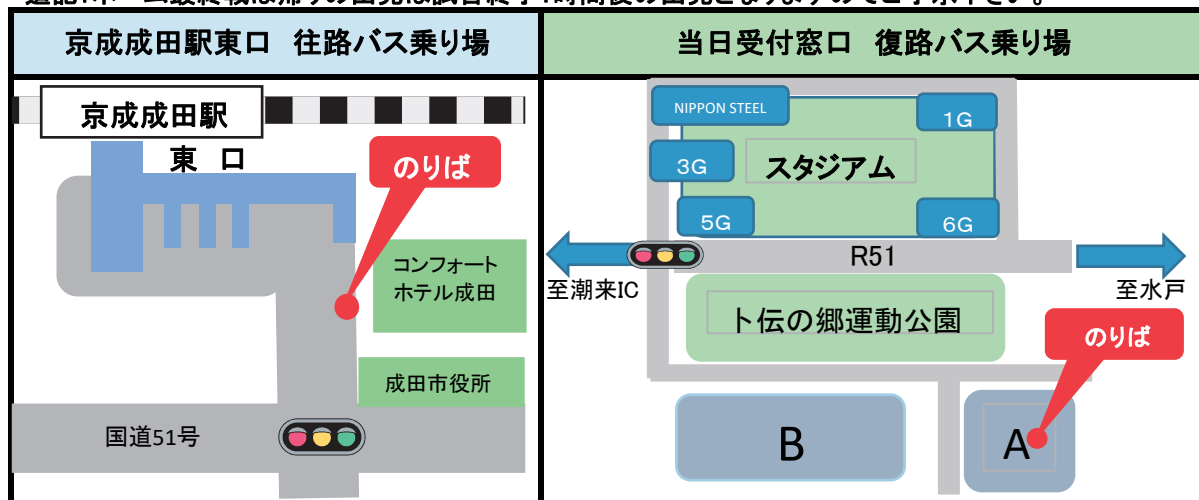 京成成田駅東口 往路バス乗り場
当日受付窓口 復路バス乗り場
京成成田駅
東 口
のりば
コンフォート
ホテル成田
成田市役所
国道51号
NIPPON STEEL
1G
3G
スタジアム
5G
6G
R51
至潮来IC
至水戸
ト伝の郷運動公園
のりば
B
A